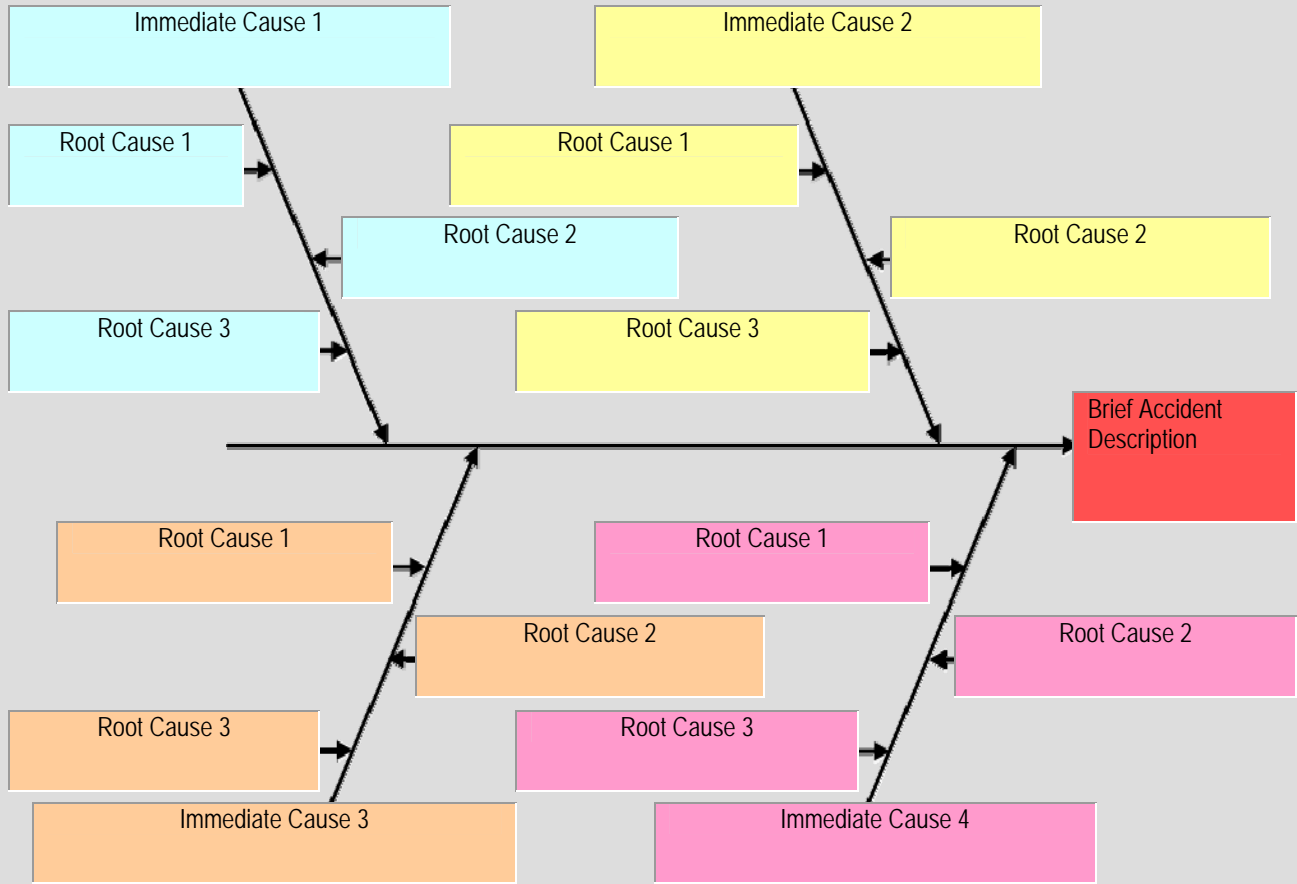 Immediate Cause 1
Immediate Cause 2
Root Cause 1
Root Cause 1
Root Cause 2
Root Cause 2
Root Cause 3
Root Cause 3
Brief Accident
Description
Root Cause 1
Root Cause 1
Root Cause 2
Root Cause 2
Root Cause 3
Root Cause 3
Immediate Cause 3
Immediate Cause 4